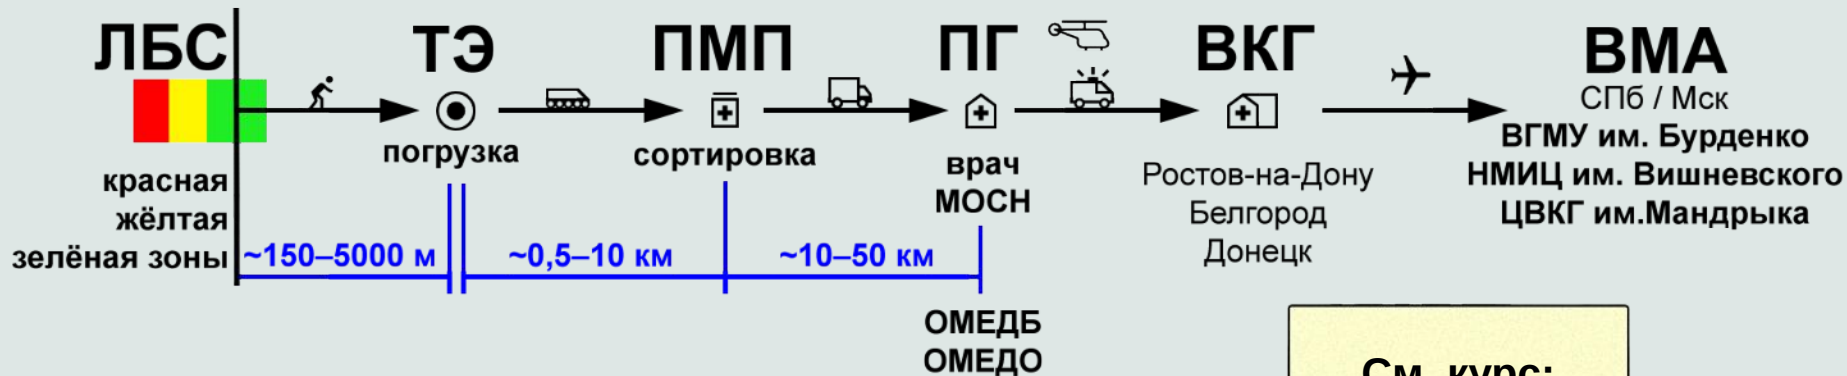 ЛБС
красная
жёлтая
зелёная зоны
~150–5000 м
ТЭ
погрузка
~0,5–10 км
ПМП
сортировка
~10–50 км
ПГ
врач
МОСН
ОМЕДБ
ОМЕДО
ВКГ
Ростов-на-Дону
Белгород
Донецк
ВМА
СПб / Мск
ВГМУ им. Бурденко
НМИЦ им. Вишневского
ЦВКГ им.Мандрыка
См. курс: